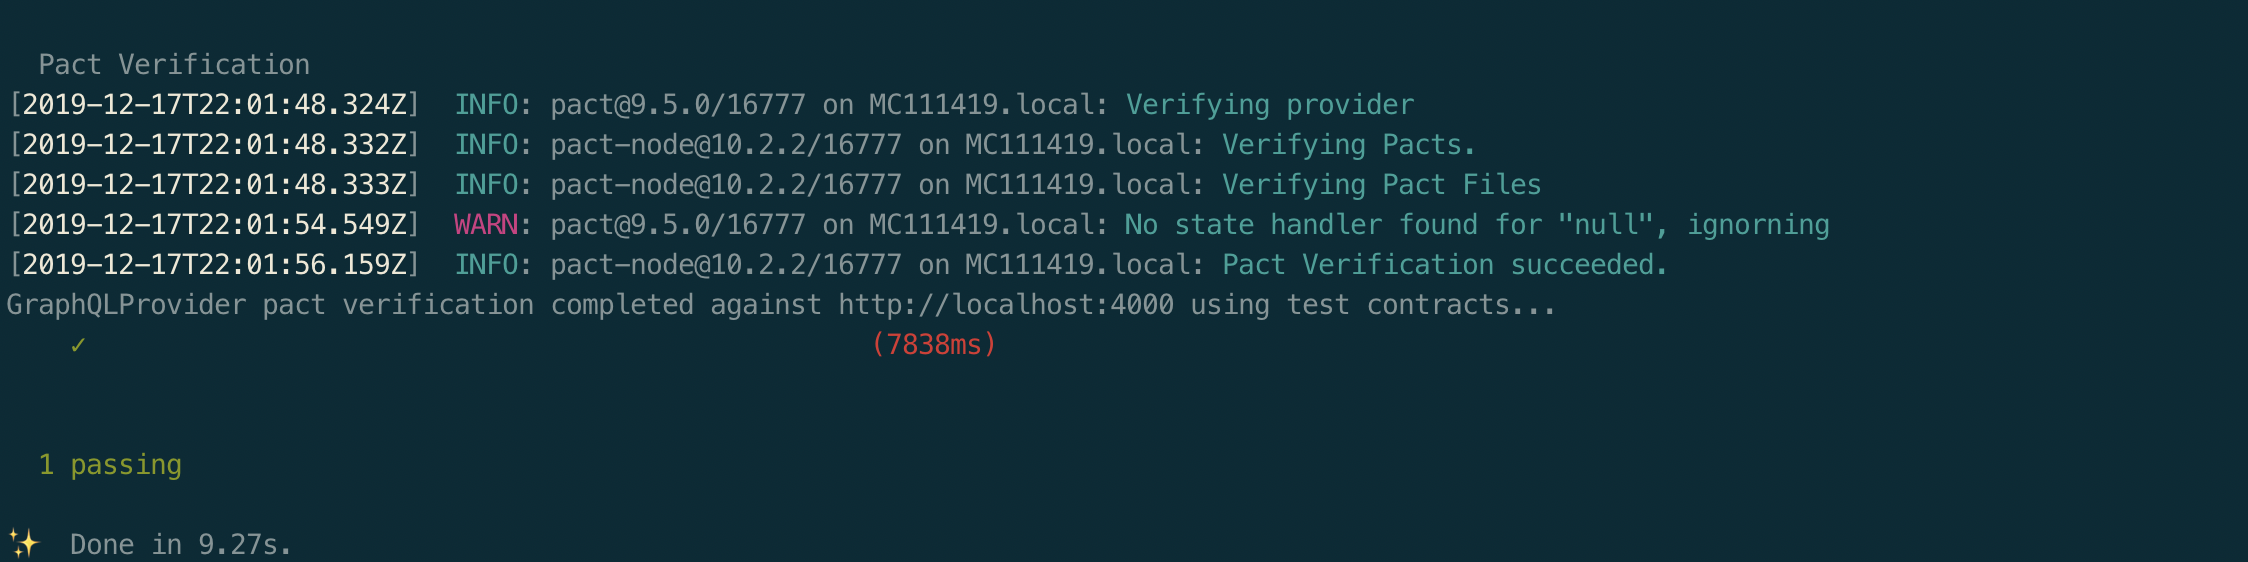 Pact Verification
[2019-12-17T22:01:48.324Z]  INFO: pact@9.5.0/16777 on MC111419.local: Verifying provider
[2019-12-17T22:01:48.332Z]  INFO: pact-node@10.2.2/16777 on MC111419.local: Verifying Pacts.
[2019-12-17T22:01:48.333Z]  INFO: pact-node@10.2.2/16777 on MC111419.local: Verifying Pact Files
[2019-12-17T22:01:54.549Z]  WARN: pact@9.5.0/16777 on MC111419.local: No state handler found for "null", ignorning
[2019-12-17T22:01:56.159Z]  INFO: pact-node@10.2.2/16777 on MC111419.local: Pact Verification succeeded.
GraphQLProvider pact verification completed against http://localhost:4000 using test contracts...
✓ (7838ms)
1 passing
✨ Done in 9.27s.